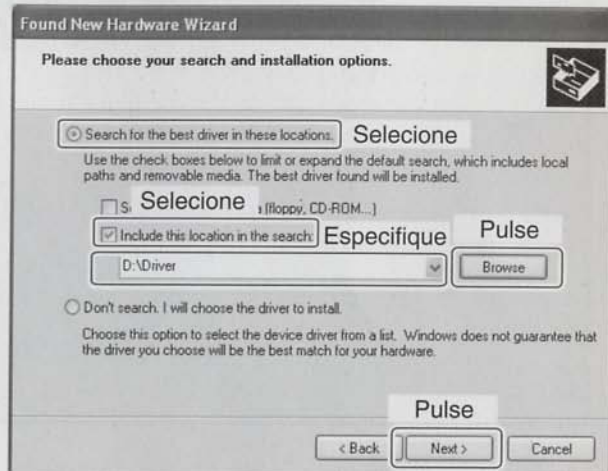 Found New Hardware Wizard
Please choose your search and installation options.
Search for the best driver in these locations. Selecione
Use the check boxes below to limit or expand the default search, which includes local
paths and removable media. The best driver found will be installed.
Selecione
(floppy, CD-ROM...)
Include this location in the search: Especifique Pulse
D:\Driver Browse
Don't search. I will choose the driver to install.
Choose this option to select the device driver from a list. Windows does not guarantee that
the driver you choose will be the best match for your hardware.
Pulse
< Back Next > Cancel